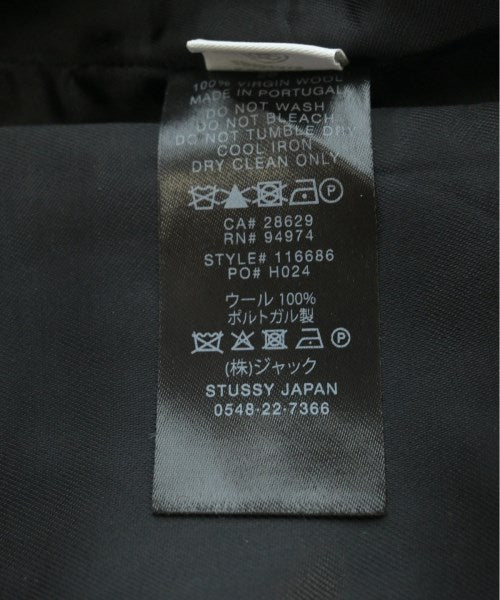 100% VIRGIN WOOL
MADE IN PORTUGAL
DO NOT WASH
DO NOT BLEACH
DO NOT TUMBLE DRY
COOL IRON
DRY CLEAN ONLY
CA# 28629
RN# 94974
STYLE# 116686
PO# H024
ウール 100%
ポルトガル製
(株)ジャック
STUSSY JAPAN
0548-22-7366